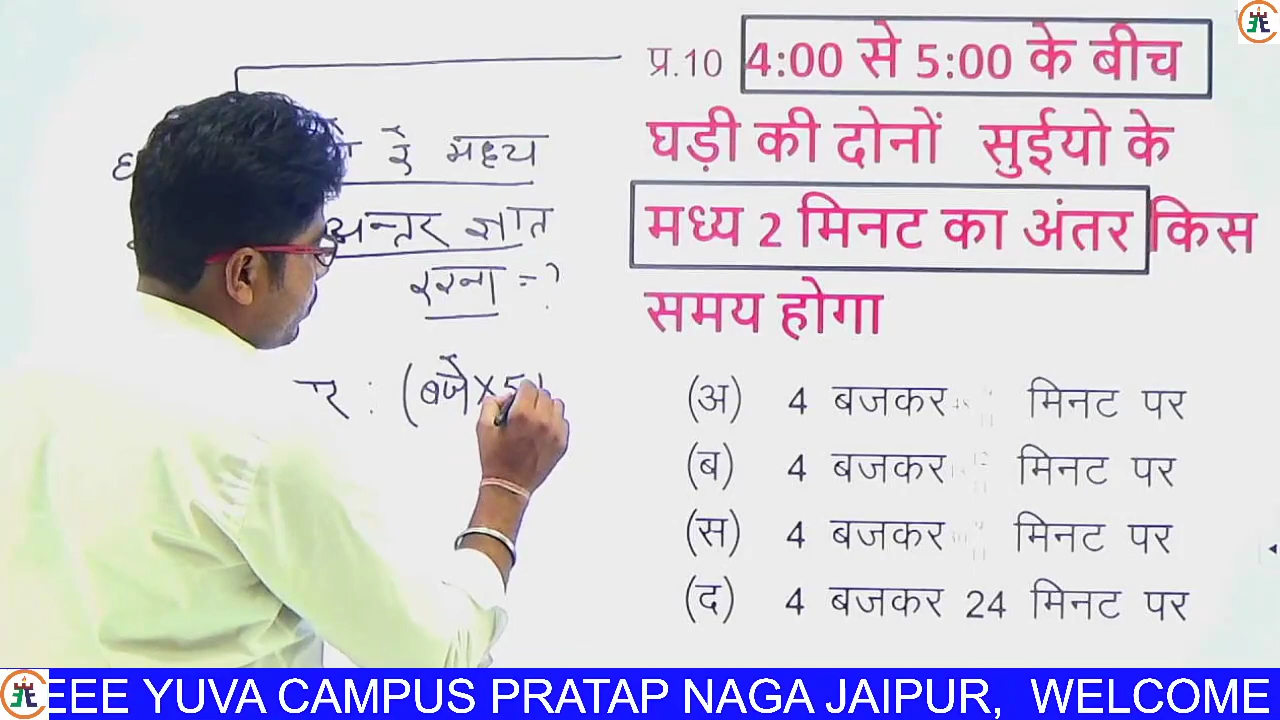 प्र.10 4:00 से 5:00 के बीच
घड़ी की दोनों सुईयो के
मध्य 2 मिनट का अंतर किस
समय होगा
(अ) 4 बजकर मिनट पर
(ब) 4 बजकर मिनट पर
(स) 4 बजकर मिनट पर
(द) 4 बजकर 24 मिनट पर
के मध्य
अन्तर ज्ञात
करना = ?
: (बजे × 5)
EEE YUVA CAMPUS PRATAP NAGA JAIPUR, WELCOME